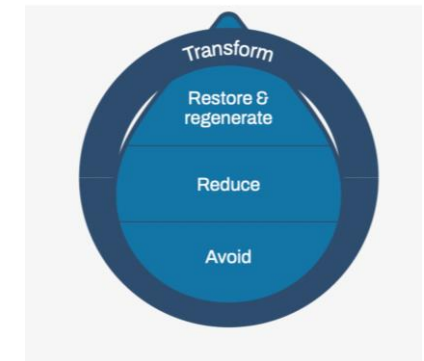 Transform
Restore &
regenerate
Reduce
Avoid